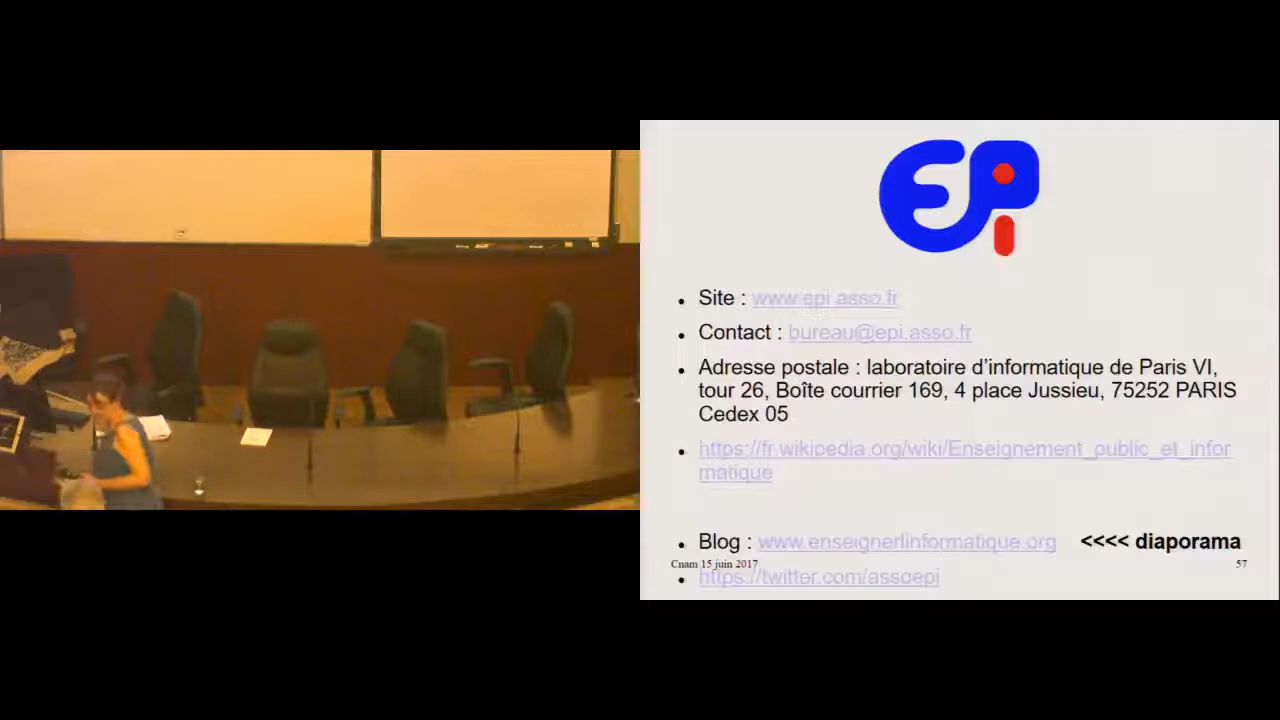 EPI
Site : www.epi.asso.fr
Contact : bureau@epi.asso.fr
Adresse postale : laboratoire d’informatique de Paris VI,
tour 26, Boîte courrier 169, 4 place Jussieu, 75252 PARIS
Cedex 05
https://fr.wikipedia.org/wiki/Enseignement_public_et_infor
matique
Blog : www.enseignerlinformatique.org <<<< diaporama
Cnam 15 juin 2017 57
https://twitter.com/assoepi